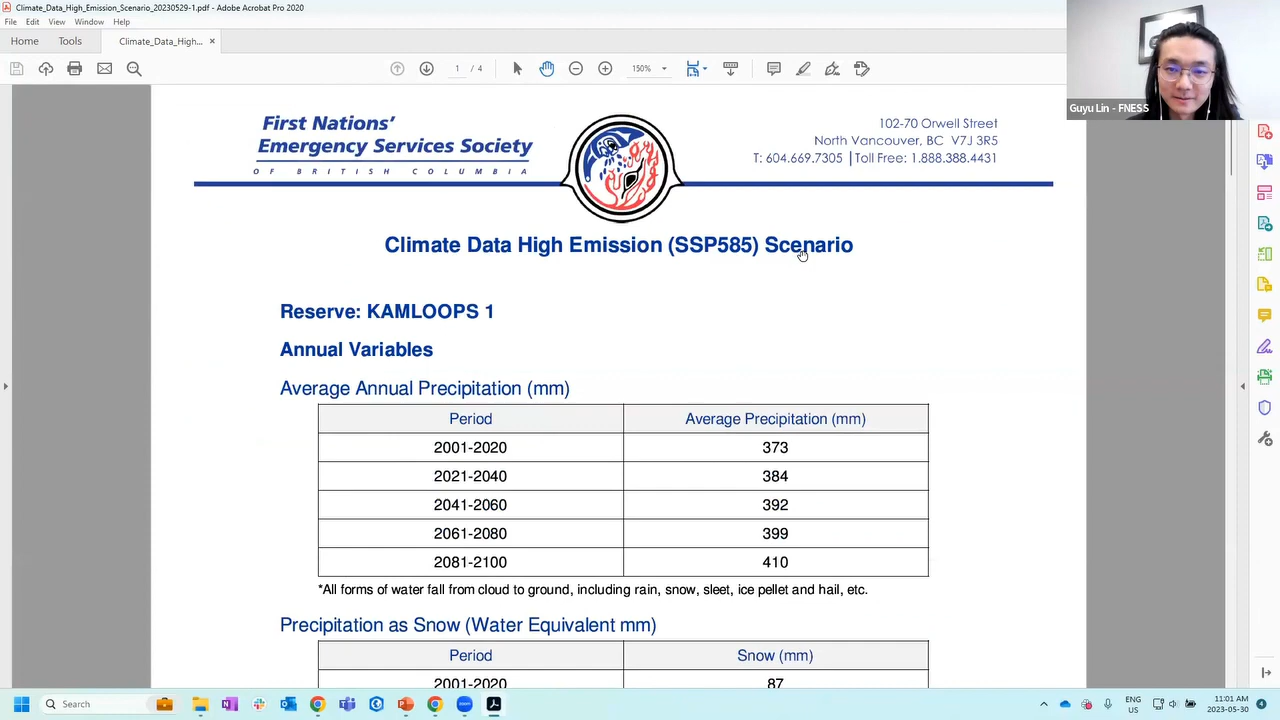 Climate_Data_High_Emission_Scenario_20230529-1.pdf - Adobe Acrobat Pro 2020
File Edit View Window Help
Home Tools Climate_Data_High... ×
1 / 4 150%
Guyu Lin - FNESS
First Nations'
Emergency Services Society
OF BRITISH COLUMBIA
102-70 Orwell Street
North Vancouver, BC V7J 3R5
T: 604.669.7305 | Toll Free: 1.888.388.4431
Climate Data High Emission (SSP585) Scenario
Reserve: KAMLOOPS 1
Annual Variables
Average Annual Precipitation (mm)
Period Average Precipitation (mm)
2001-2020 373
2021-2040 384
2041-2060 392
2061-2080 399
2081-2100 410
*All forms of water fall from cloud to ground, including rain, snow, sleet, ice pellet and hail, etc.
Precipitation as Snow (Water Equivalent mm)
Period Snow (mm)
2001-2020 87
Search
ENG
US
11:01 AM
2023-05-30
4